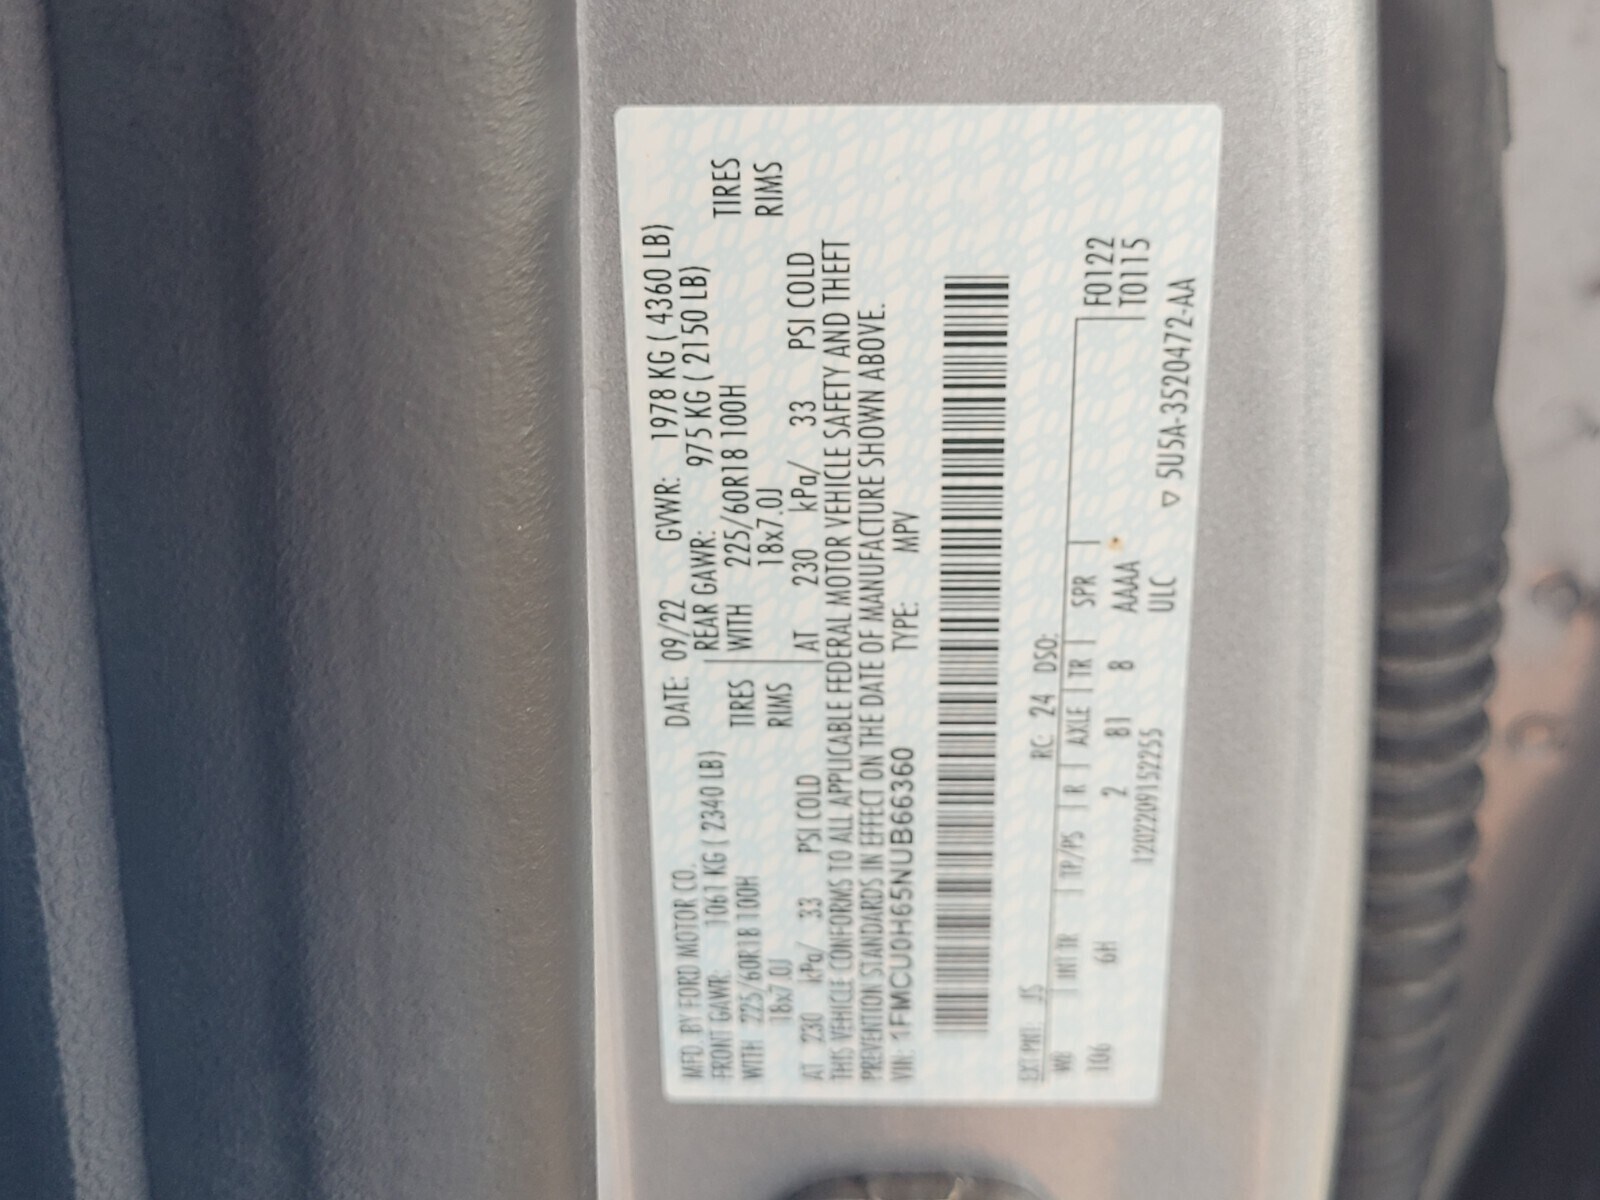 MFD. BY FORD MOTOR CO. DATE: 09/22 GVWR: 1978 KG ( 4360 LB)
FRONT GAWR: 1061 KG ( 2340 LB) REAR GAWR: 975 KG ( 2150 LB)
WITH 225/60R18 100H TIRES WITH 225/60R18 100H TIRES
18x7.0J RIMS 18x7.0J RIMS
AT 230 kPa/ 33 PSI COLD AT 230 kPa/ 33 PSI COLD
THIS VEHICLE CONFORMS TO ALL APPLICABLE FEDERAL MOTOR VEHICLE SAFETY AND THEFT
PREVENTION STANDARDS IN EFFECT ON THE DATE OF MANUFACTURE SHOWN ABOVE.
VIN: 1FMCU0H65NUB66360 TYPE: MPV
EXT PNT: JS RC: 24 DSO:
WB INT TR TP/PS R AXLE TR SPR F0122
106 6H 2 81 8 AAAA T0115
1202209152255 ULC ▽ 5U5A-3520472-AA